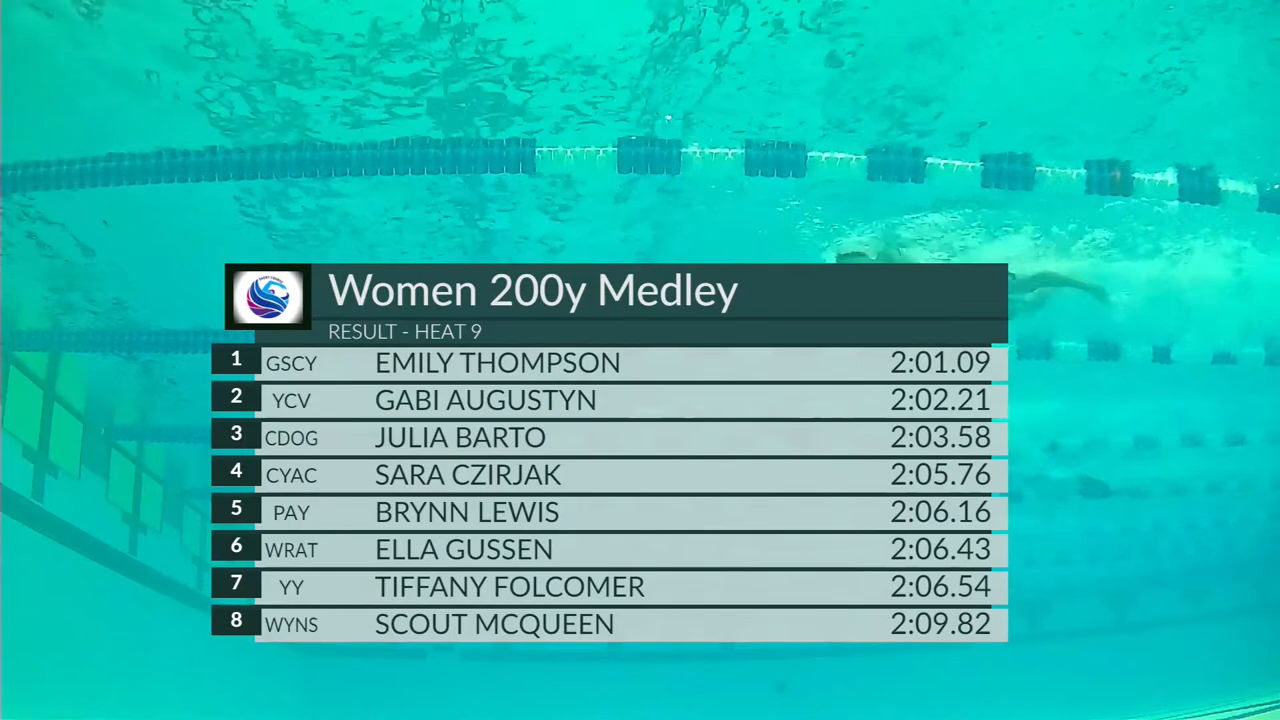 Women 200y Medley
RESULT - HEAT 9
1 GSCY EMILY THOMPSON 2:01.09
2 YCV GABI AUGUSTYN 2:02.21
3 CDOG JULIA BARTO 2:03.58
4 CYAC SARA CZIRJAK 2:05.76
5 PAY BRYNN LEWIS 2:06.16
6 WRAT ELLA GUSSEN 2:06.43
7 YY TIFFANY FOLCOMER 2:06.54
8 WYNS SCOUT MCQUEEN 2:09.82